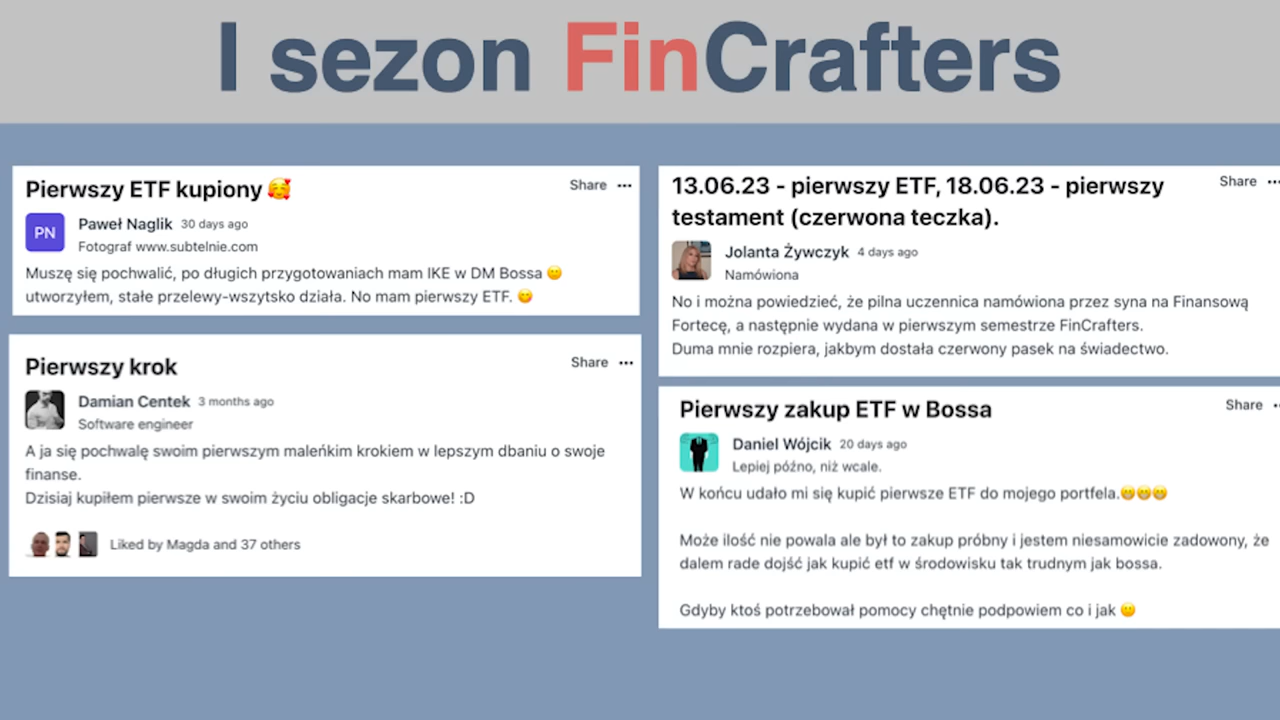 I sezon FinCrafters
Pierwszy ETF kupiony 🥰
Share ···
PN
Paweł Naglik 30 days ago
Fotograf www.subtelnie.com
Muszę się pochwalić, po długich przygotowaniach mam IKE w DM Bossa 🙂
utworzyłem, stałe przelewy-wszytsko działa. No mam pierwszy ETF. 😋
Pierwszy krok
Share ···
Damian Centek 3 months ago
Software engineer
A ja się pochwalę swoim pierwszym maleńkim krokiem w lepszym dbaniu o swoje
finanse.
Dzisiaj kupiłem pierwsze w swoim życiu obligacje skarbowe! :D
Liked by Magda and 37 others
13.06.23 - pierwszy ETF, 18.06.23 - pierwszy
testament (czerwona teczka).
Share ···
Jolanta Żywczyk 4 days ago
Namówiona
No i można powiedzieć, że pilna uczennica namówiona przez syna na Finansową
Fortecę, a następnie wydana w pierwszym semestrze FinCrafters.
Duma mnie rozpiera, jakbym dostała czerwony pasek na świadectwo.
Pierwszy zakup ETF w Bossa
Share ··
Daniel Wójcik 20 days ago
Lepiej późno, niż wcale.
W końcu udało mi się kupić pierwsze ETF do mojego portfela.😁😁😁
Może ilość nie powala ale był to zakup próbny i jestem niesamowicie zadowony, że
dalem rade dojść jak kupić etf w środowisku tak trudnym jak bossa.
Gdyby ktoś potrzebował pomocy chętnie podpowiem co i jak 🙂